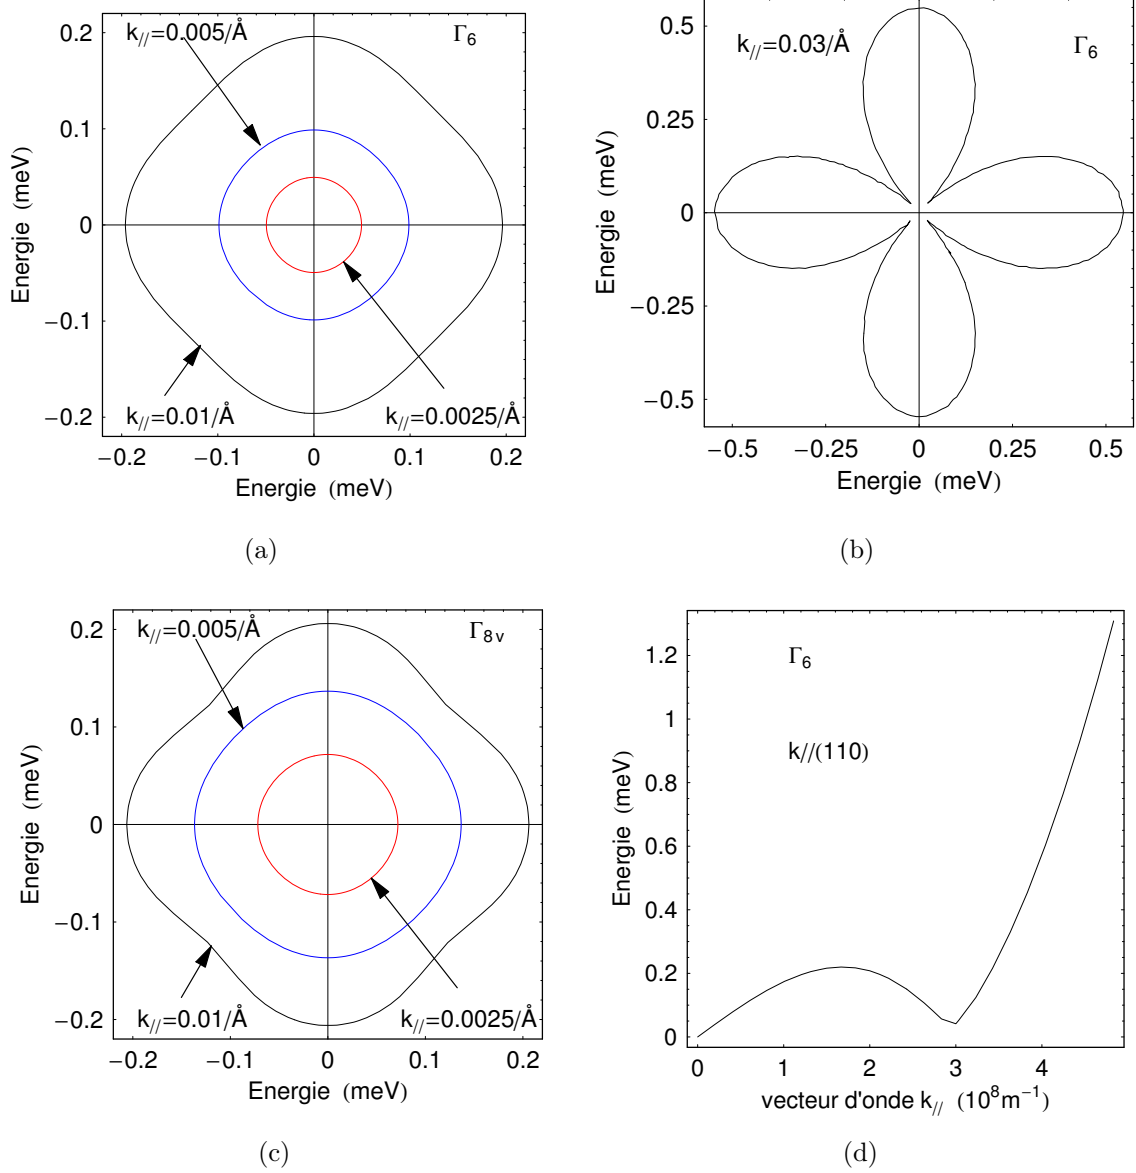 k//=0.005/Å
Γ6
0.2
0.1
0
−0.1
−0.2
Energie (meV)
k//=0.01/Å
k//=0.0025/Å
−0.2 −0.1 0 0.1 0.2
Energie (meV)
(a)
k//=0.03/Å
Γ6
0.5
0.25
0
−0.25
−0.5
Energie (meV)
−0.5 −0.25 0 0.25 0.5
Energie (meV)
(b)
k//=0.005/Å
Γ8v
0.2
0.1
0
−0.1
−0.2
Energie (meV)
k//=0.01/Å
k//=0.0025/Å
−0.2 −0.1 0 0.1 0.2
Energie (meV)
(c)
Γ6
k//(110)
1.2
1
0.8
0.6
0.4
0.2
0
Energie (meV)
0 1 2 3 4
vecteur d'onde k// (10⁸m⁻¹)
(d)